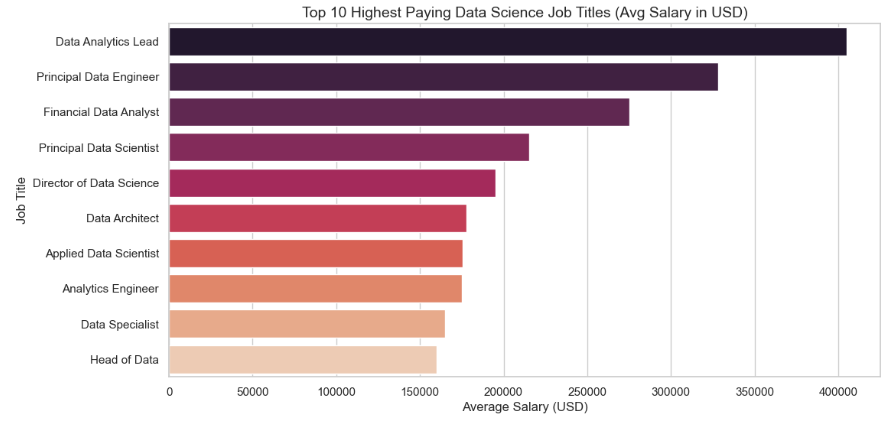 Top 10 Highest Paying Data Science Job Titles (Avg Salary in USD)
Job Title
Data Analytics Lead
Principal Data Engineer
Financial Data Analyst
Principal Data Scientist
Director of Data Science
Data Architect
Applied Data Scientist
Analytics Engineer
Data Specialist
Head of Data
0 50000 100000 150000 200000 250000 300000 350000 400000
Average Salary (USD)